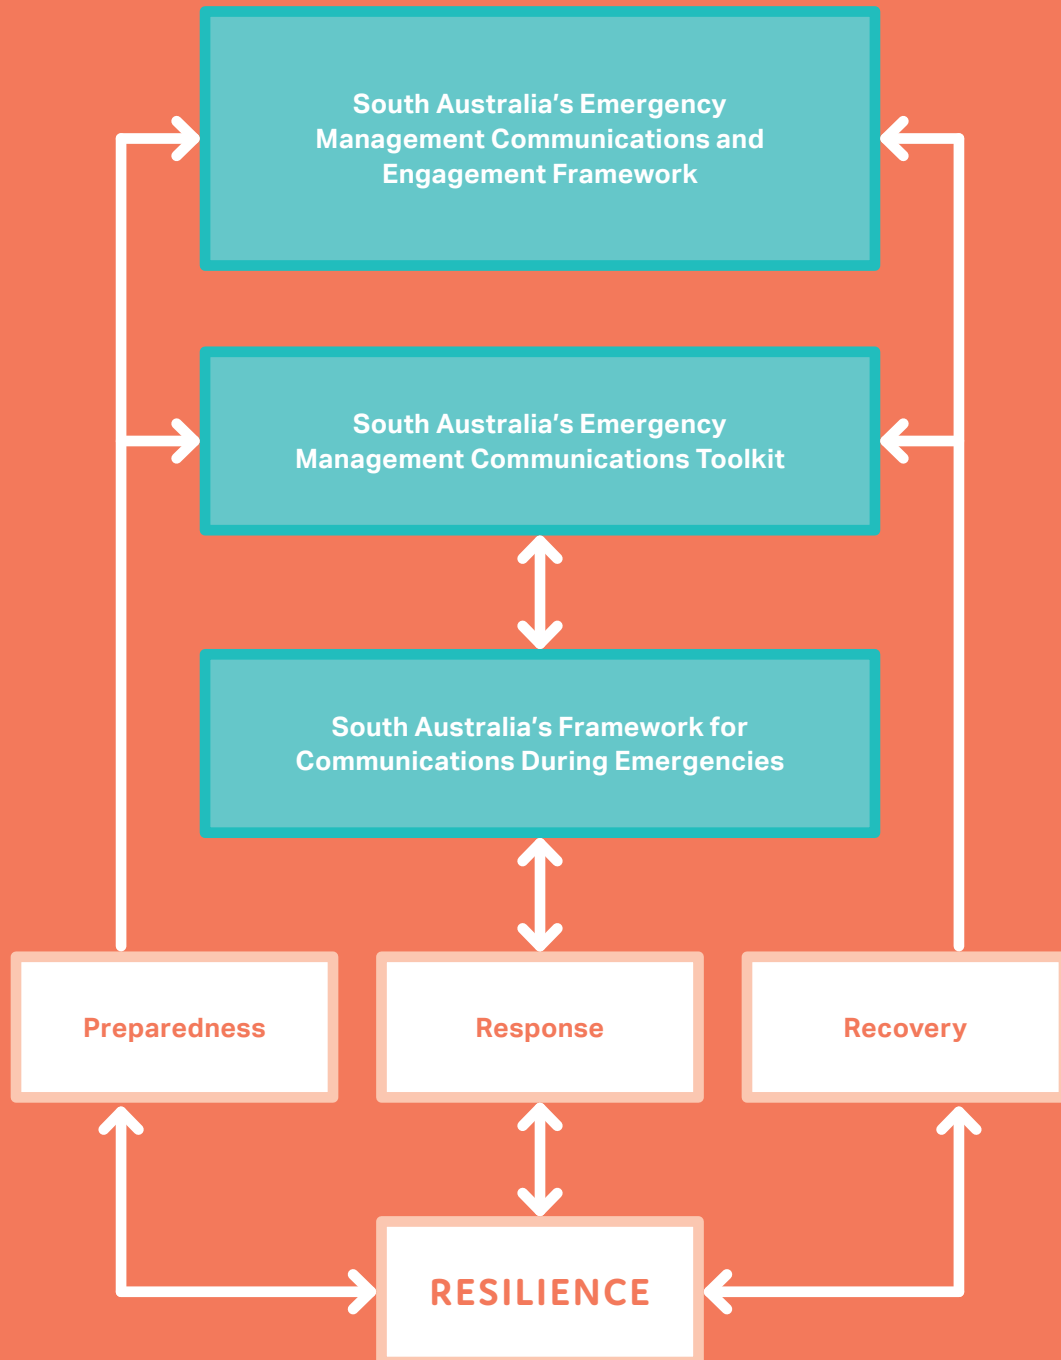 South Australia's Emergency
Management Communications and
Engagement Framework
South Australia's Emergency
Management Communications Toolkit
South Australia's Framework for
Communications During Emergencies
Preparedness
Response
Recovery
RESILIENCE